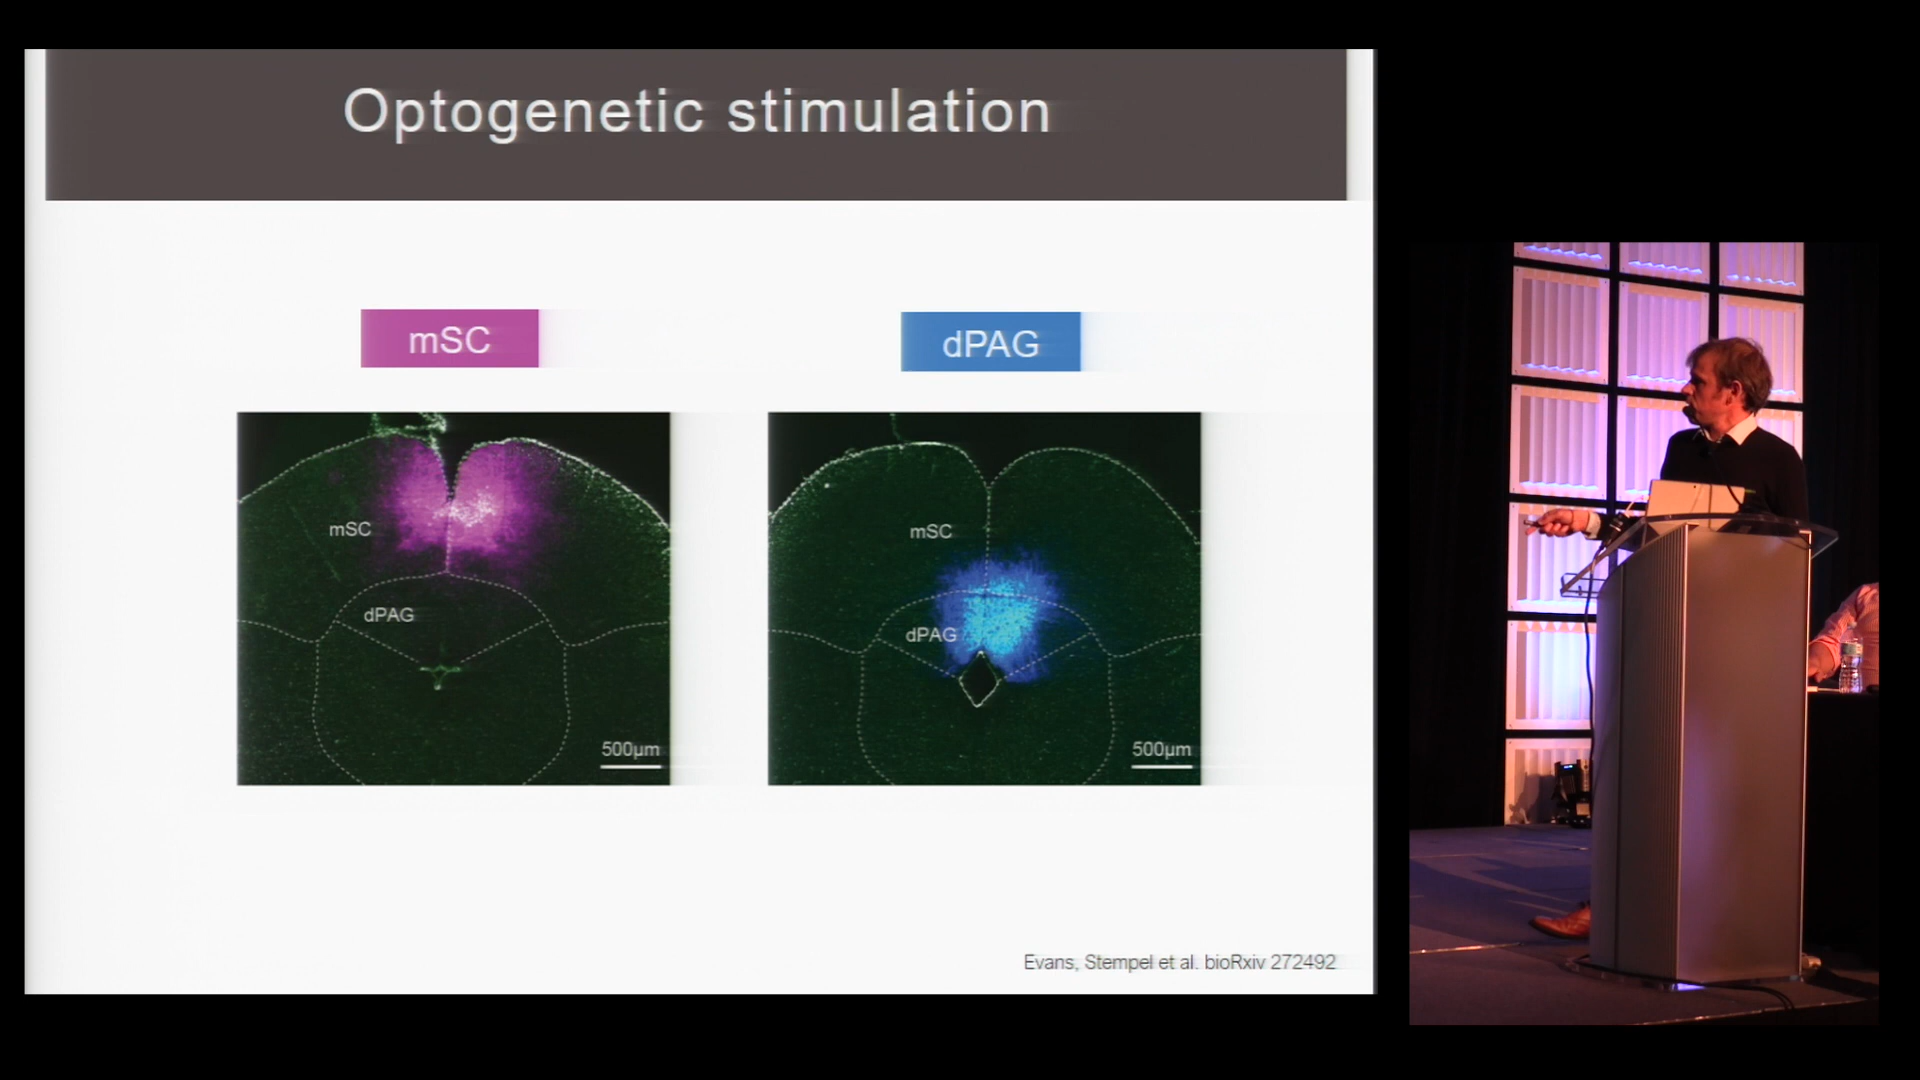 Optogenetic stimulation
mSC
dPAG
mSC
dPAG
500µm
mSC
dPAG
500µm
Evans, Stempel et al. bioRxiv 272492